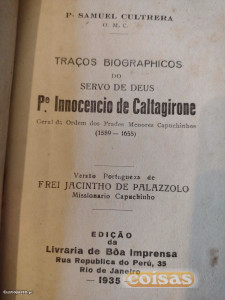 Pe SAMUEL CULTRERA
O. M. C.
TRAÇOS BIOGRAPHICOS
DO
SERVO DE DEUS
Pe Innocencio de Caltagirone
Geral da Ordem dos Frades Menores Capuchinhos
(1589—1655)
Versão Portugueza de
FREI JACINTHO DE PALAZZOLO
Missionario Capuchinho
EDIÇÃO
da
Livraria de Bôa Imprensa
Rua Republica do Perú, 35
Rio de Janeiro
—1935—
coisas